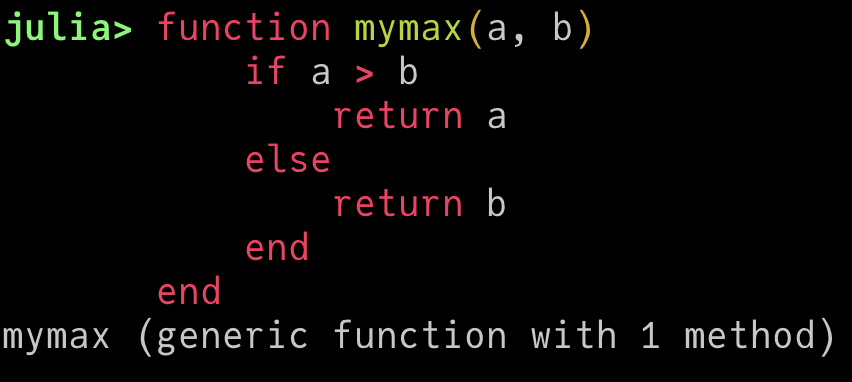 julia> function mymax(a, b)
if a > b
return a
else
return b
end
end
mymax (generic function with 1 method)